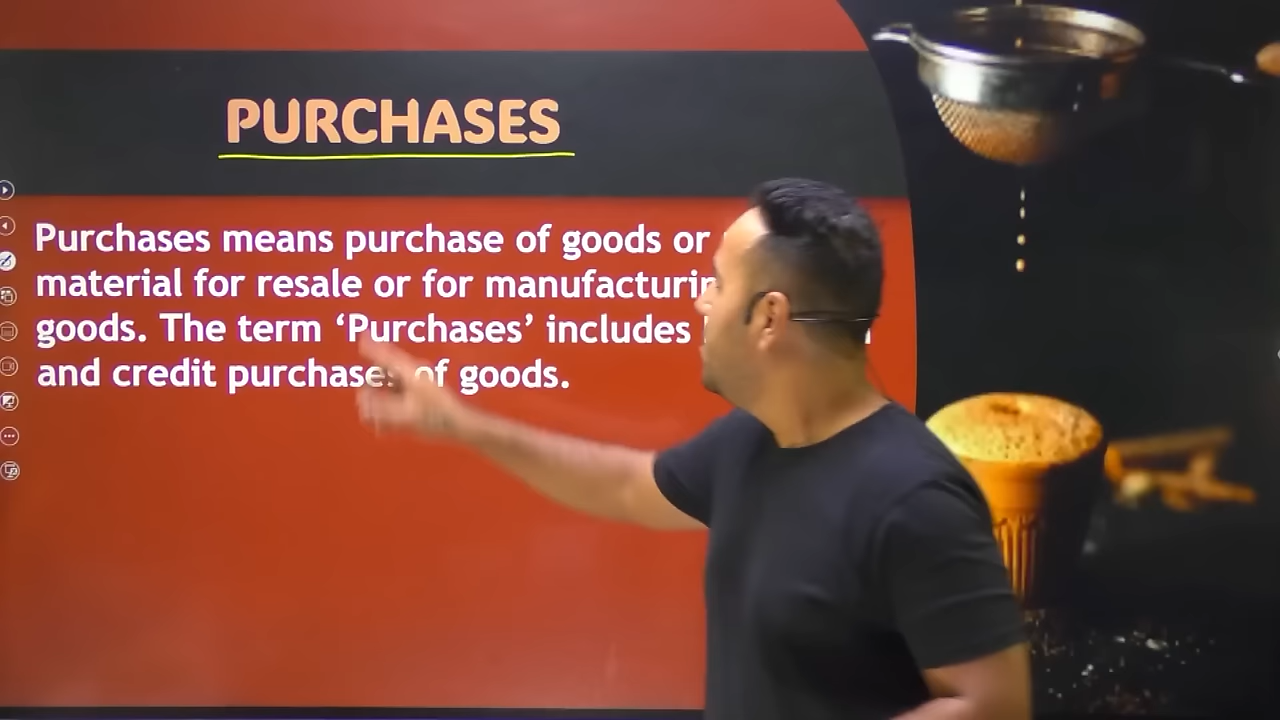 PURCHASES
Purchases means purchase of goods or
material for resale or for manufacturin
goods. The term ‘Purchases’ includes
and credit purchases of goods.